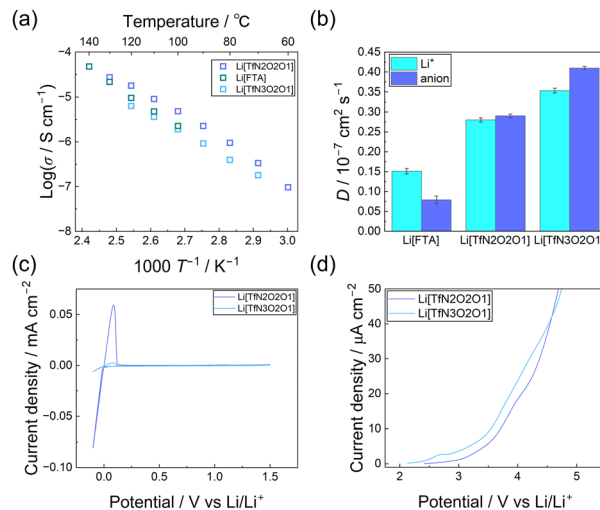 (a)
Temperature / °C
140 120 100 80 60
Li[TfN2O2O1]
Li[FTA]
Li[TfN3O2O1]
Log(σ / S cm⁻¹)
−4
−5
−6
−7
−8
2.4 2.5 2.6 2.7 2.8 2.9 3.0
1000 T⁻¹ / K⁻¹
(b)
Li⁺
anion
D / 10⁻⁷ cm² s⁻¹
0.45
0.40
0.35
0.30
0.25
0.20
0.15
0.10
0.05
0.00
Li[FTA] Li[TfN2O2O1] Li[TfN3O2O1]
(c)
Li[TfN2O2O1]
Li[TfN3O2O1]
Current density / mA cm⁻²
0.05
0.00
−0.05
−0.10
0.0 0.5 1.0 1.5
Potential / V vs Li/Li⁺
(d)
Li[TfN2O2O1]
Li[TfN3O2O1]
Current density / μA cm⁻²
50
40
30
20
10
0
2 3 4 5
Potential / V vs Li/Li⁺